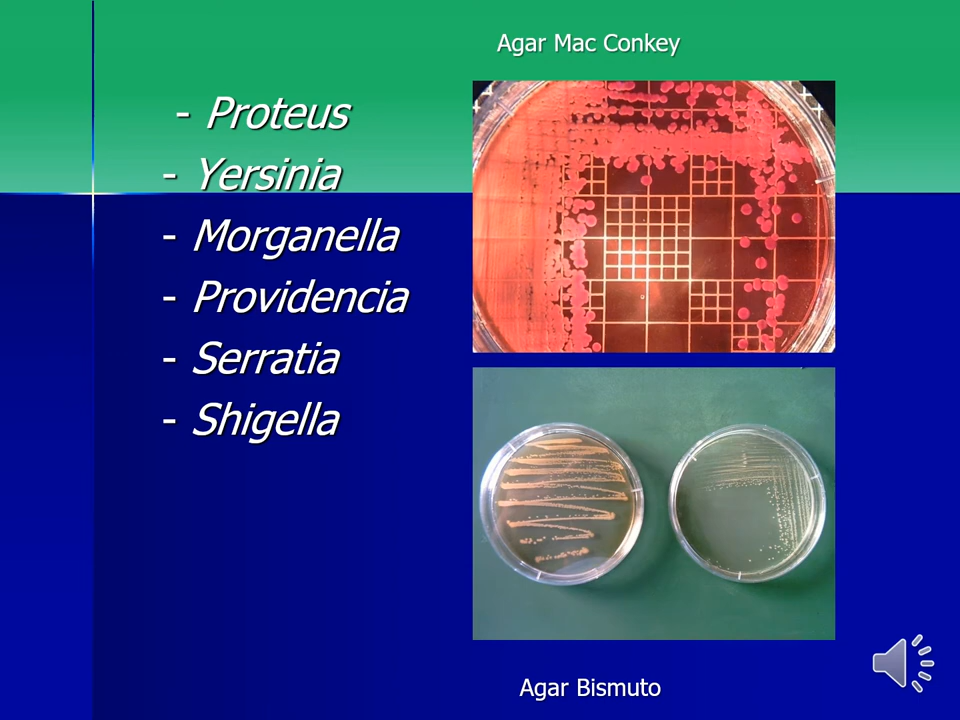 Agar Mac Conkey
- Proteus
- Yersinia
- Morganella
- Providencia
- Serratia
- Shigella
Agar Bismuto